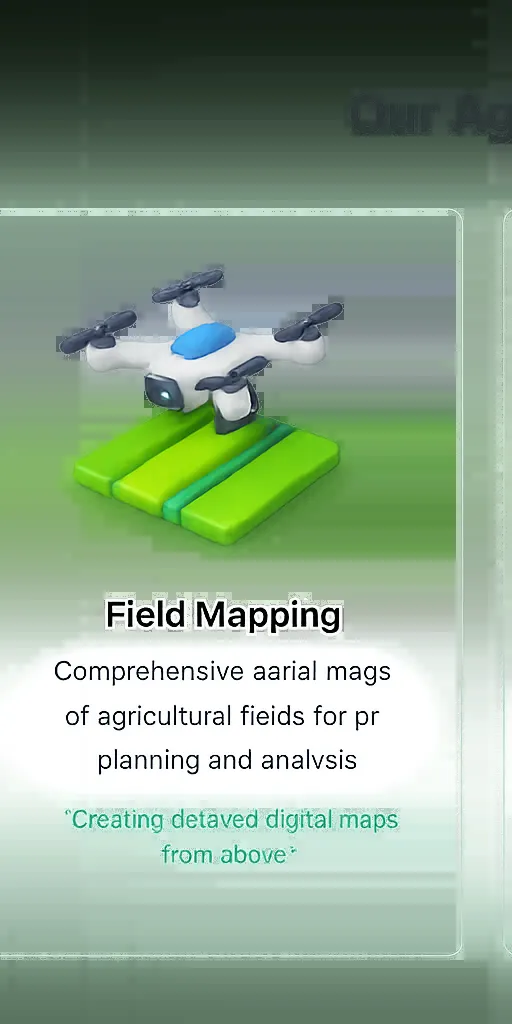 Our Ag
Field Mapping
Comprehensive aarial mags
of agricultural fieids for pr
planning and analvsis
"Creating detaved digital maps
from above"